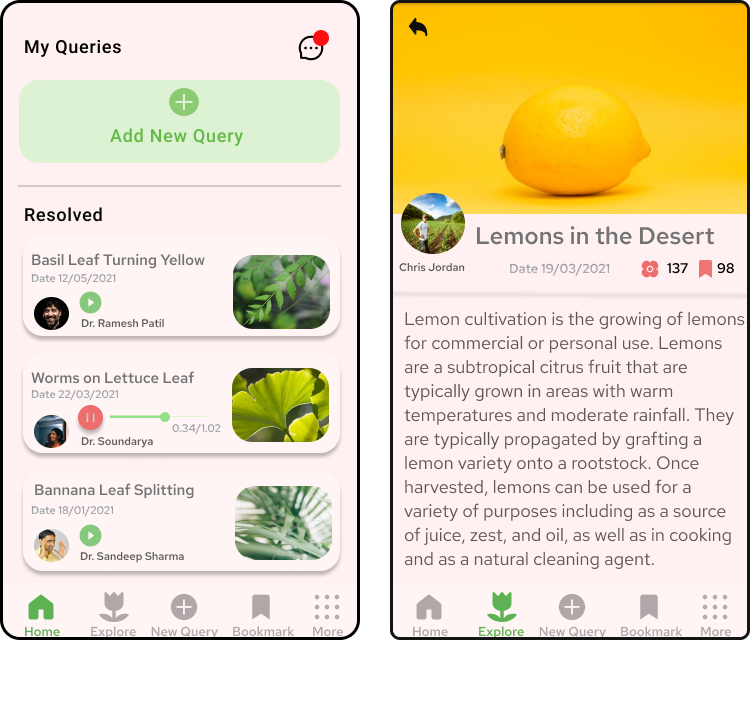 My Queries
Add New Query
Resolved
Basil Leaf Turning Yellow
Date 12/05/2021
Dr. Ramesh Patil
Worms on Lettuce Leaf
Date 22/03/2021
0.34/1.02
Dr. Soundarya
Bannana Leaf Splitting
Date 18/01/2021
Dr. Sandeep Sharma
Home Explore New Query Bookmark More
Lemons in the Desert
Chris Jordan Date 19/03/2021 137 98
Lemon cultivation is the growing of lemons
for commercial or personal use. Lemons
are a subtropical citrus fruit that are
typically grown in areas with warm
temperatures and moderate rainfall. They
are typically propagated by grafting a
lemon variety onto a rootstock. Once
harvested, lemons can be used for a
variety of purposes including as a source
of juice, zest, and oil, as well as in cooking
and as a natural cleaning agent.
Home Explore New Query Bookmark More